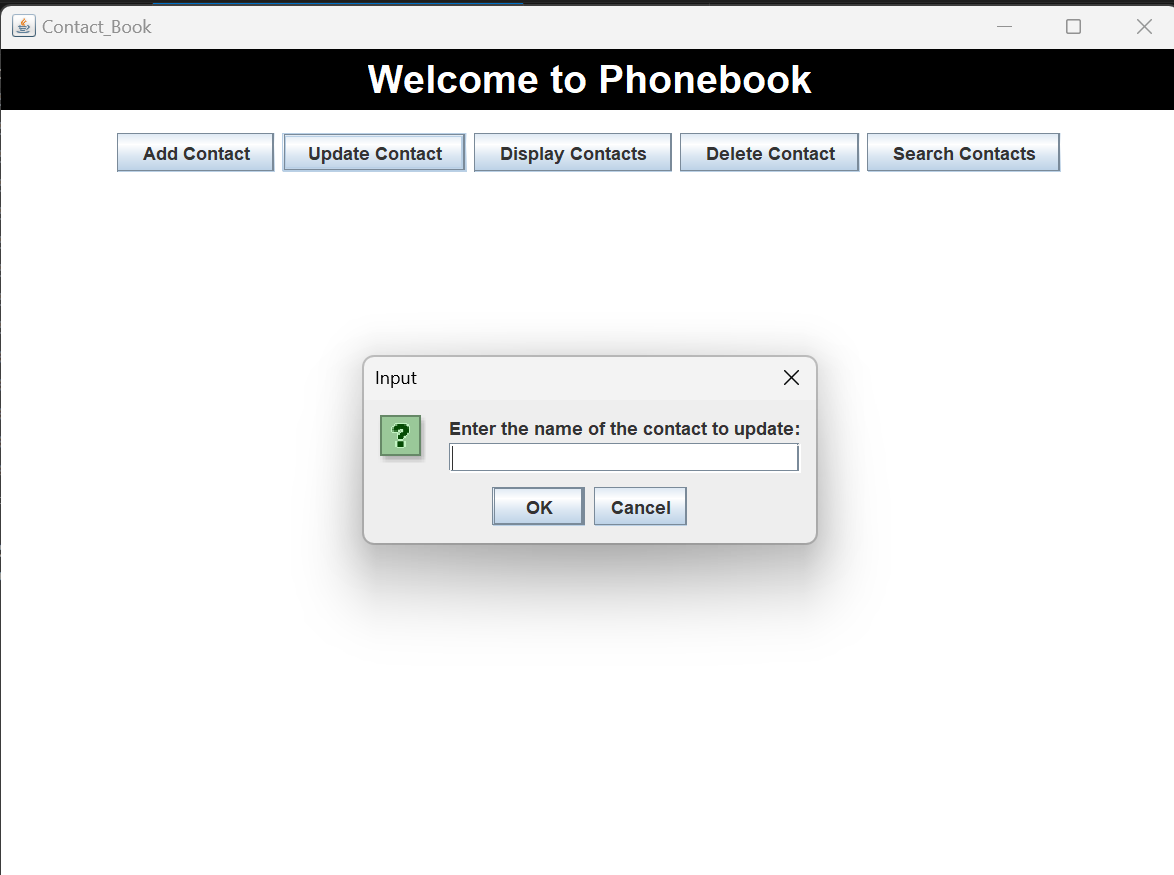 Contact_Book
Welcome to Phonebook
Add Contact Update Contact Display Contacts Delete Contact Search Contacts
Input
?
Enter the name of the contact to update:
OK Cancel